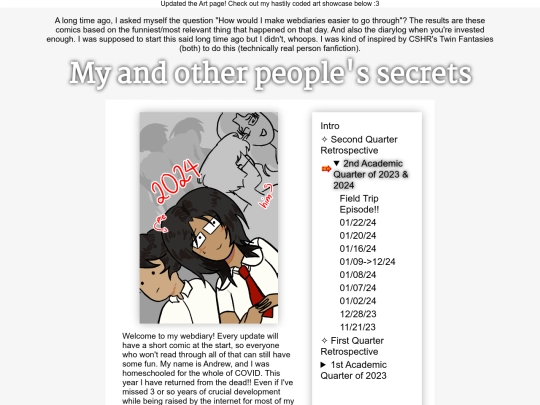 Updated the Art page! Check out my hastily coded art showcase below :3
A long time ago, I asked myself the question "How would I make webdiaries easier to go through"? The results are these
comics based on the funniest/most relevant thing that happened on that day. And also the diarylog when you're invested
enough. I was supposed to start this said long time ago but I didn't, whoops. I was kind of inspired by CSHR's Twin Fantasies
(both) to do this (technically real person fanfiction).
My and other people's secrets
2024
me
him
Welcome to my webdiary! Every update will
have a short comic at the start, so everyone
who won't read through all of that can still have
some fun. My name is Andrew, and I was
homeschooled for the whole of COVID. This
year I have returned from the dead!! Even if I've
missed 3 or so years of crucial development
while being raised by the internet for most of my
Intro
✧ Second Quarter
Retrospective
▼ 2nd Academic
Quarter of 2023 &
2024
Field Trip
Episode!!
01/22/24
01/20/24
01/16/24
01/09->12/24
01/08/24
01/07/24
01/02/24
12/28/23
11/21/23
✧ First Quarter
Retrospective
▶ 1st Academic
Quarter of 2023